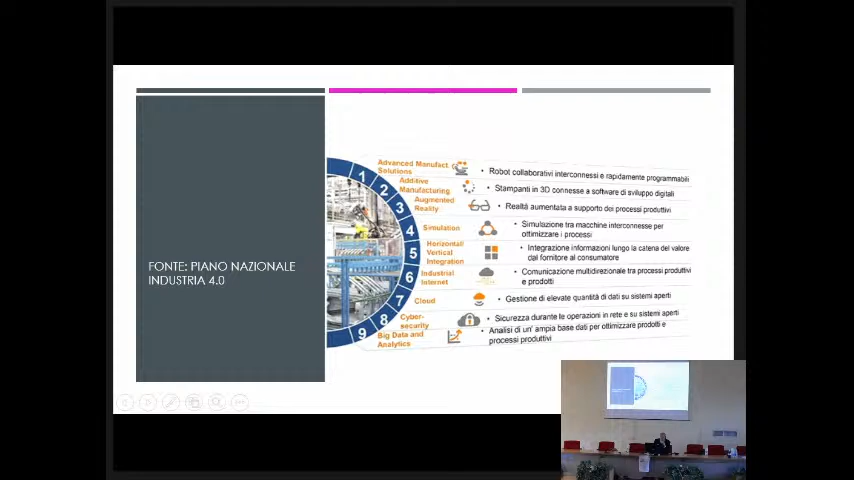 FONTE: PIANO NAZIONALE
INDUSTRIA 4.0
1
Advanced Manufact
Solutions
• Robot collaborativi interconnessi e rapidamente programmabili
2
Additive
Manufacturing
• Stampanti in 3D connesse a software di sviluppo digitali
3
Augmented
Reality
• Realtà aumentata a supporto dei processi produttivi
4
Simulation
• Simulazione tra macchine interconnesse per
ottimizzare i processi
5
Horizontal/
Vertical
Integration
• Integrazione informazioni lungo la catena del valore
dal fornitore al consumatore
6
Industrial
Internet
• Comunicazione multidirezionale tra processi produttivi
e prodotti
7
Cloud
• Gestione di elevate quantità di dati su sistemi aperti
8
Cyber-
security
• Sicurezza durante le operazioni in rete e su sistemi aperti
9
Big Data and
Analytics
• Analisi di un' ampia base dati per ottimizzare prodotti e
processi produttivi